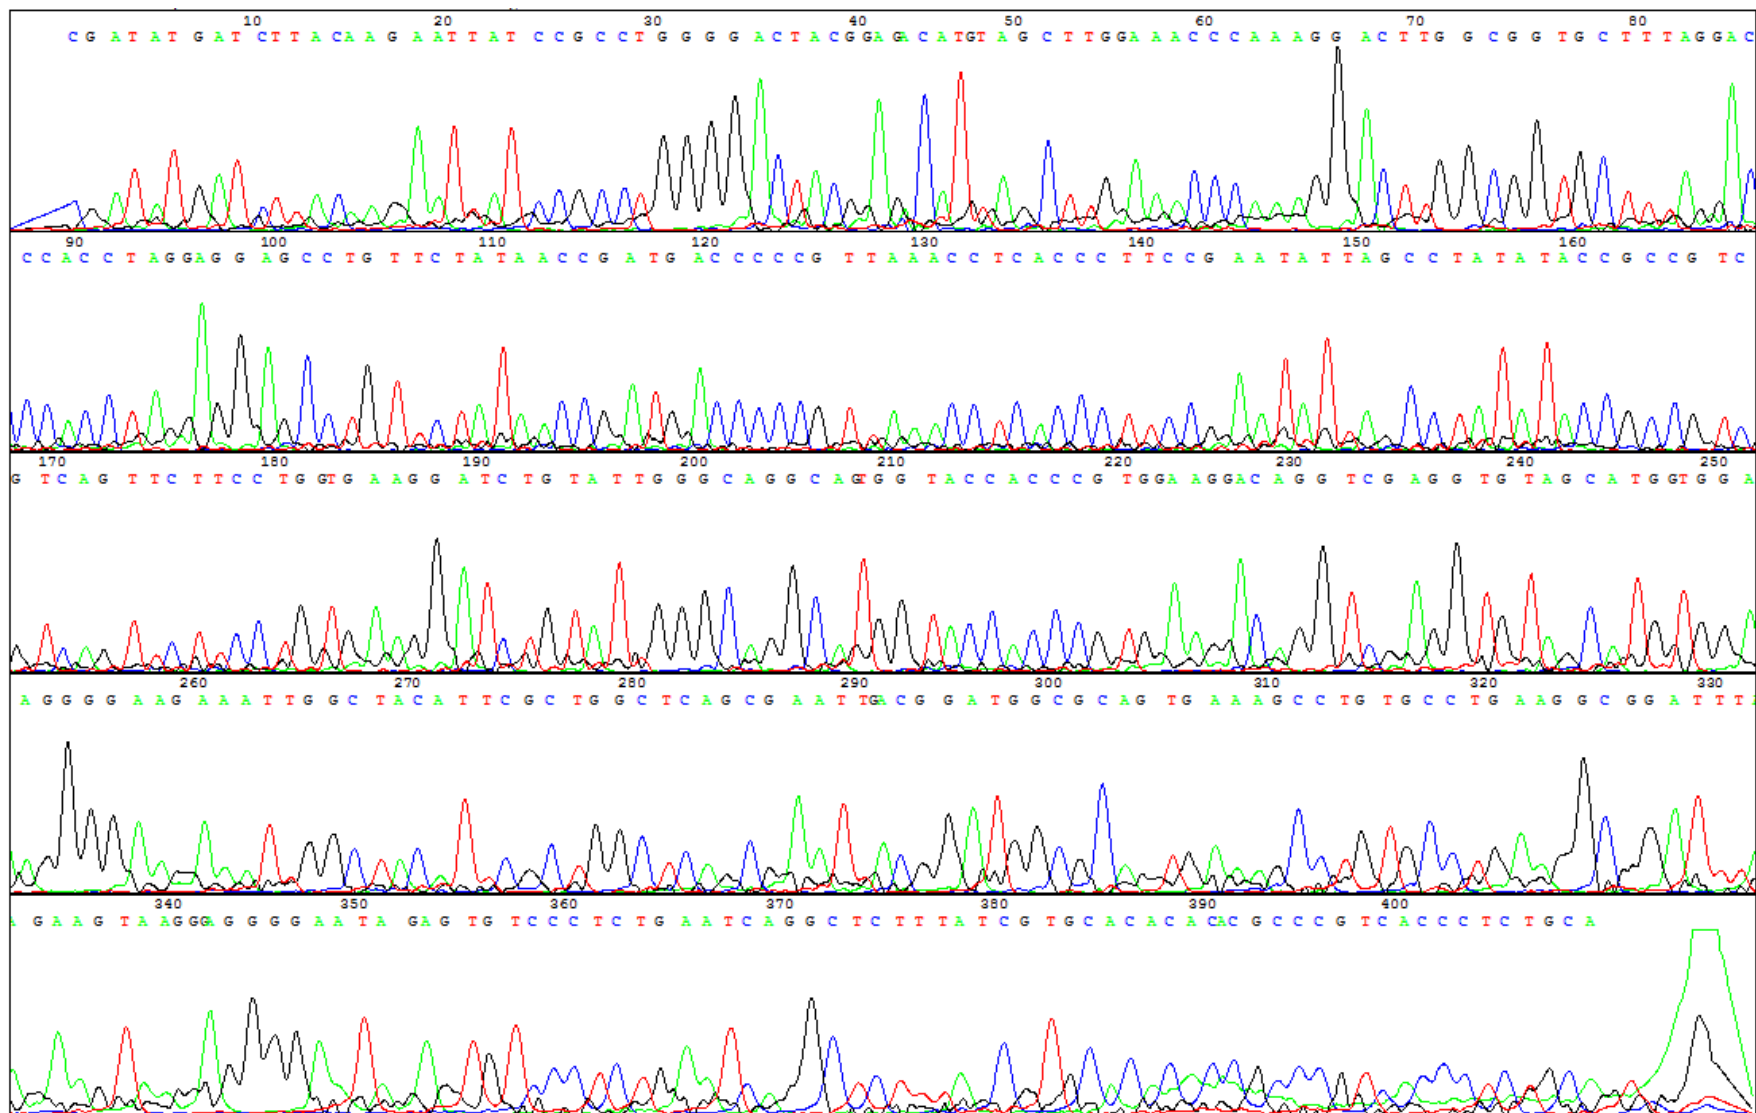 10 20 30 40 50 60 70 80
CGATATGATCTTACAAGAATTATCCGCCTGGGGACTACGGAGACATGTAGCTTGGAAACCCAAAGGACTTGGCGGTGCTTTAGGAC
90 100 110 120 130 140 150 160
CCACCTAGGAGGAGCCTGTTCTATAACCGATGACCCCCGTTAAACCTCACCCTTCCGAATATTAGCCTATATACCGCCGTC
170 180 190 200 210 220 230 240 250
GTCAGTTCTTCCTGGTGAAGGATCTGTATTGGGCAGGCAGTGGTACCACCCGTGGAAGGACAGGTCGAGGTGTAGCATGGTGGA
260 270 280 290 300 310 320 330
AGGGGAAGAAATTGGCTACATTCGCTGGCTCAGCGAATTGACGGATGGCGCAGTGAAAGCCTGTGCCTGAAGGCGGATTTA
340 350 360 370 380 390 400
AGAAGTAAGGGAGGGGAATAGAGTGTCCCTCTGAATCAGGCTCTTTATCGTGCACACACACGCCCGTCACCCTCTGCA